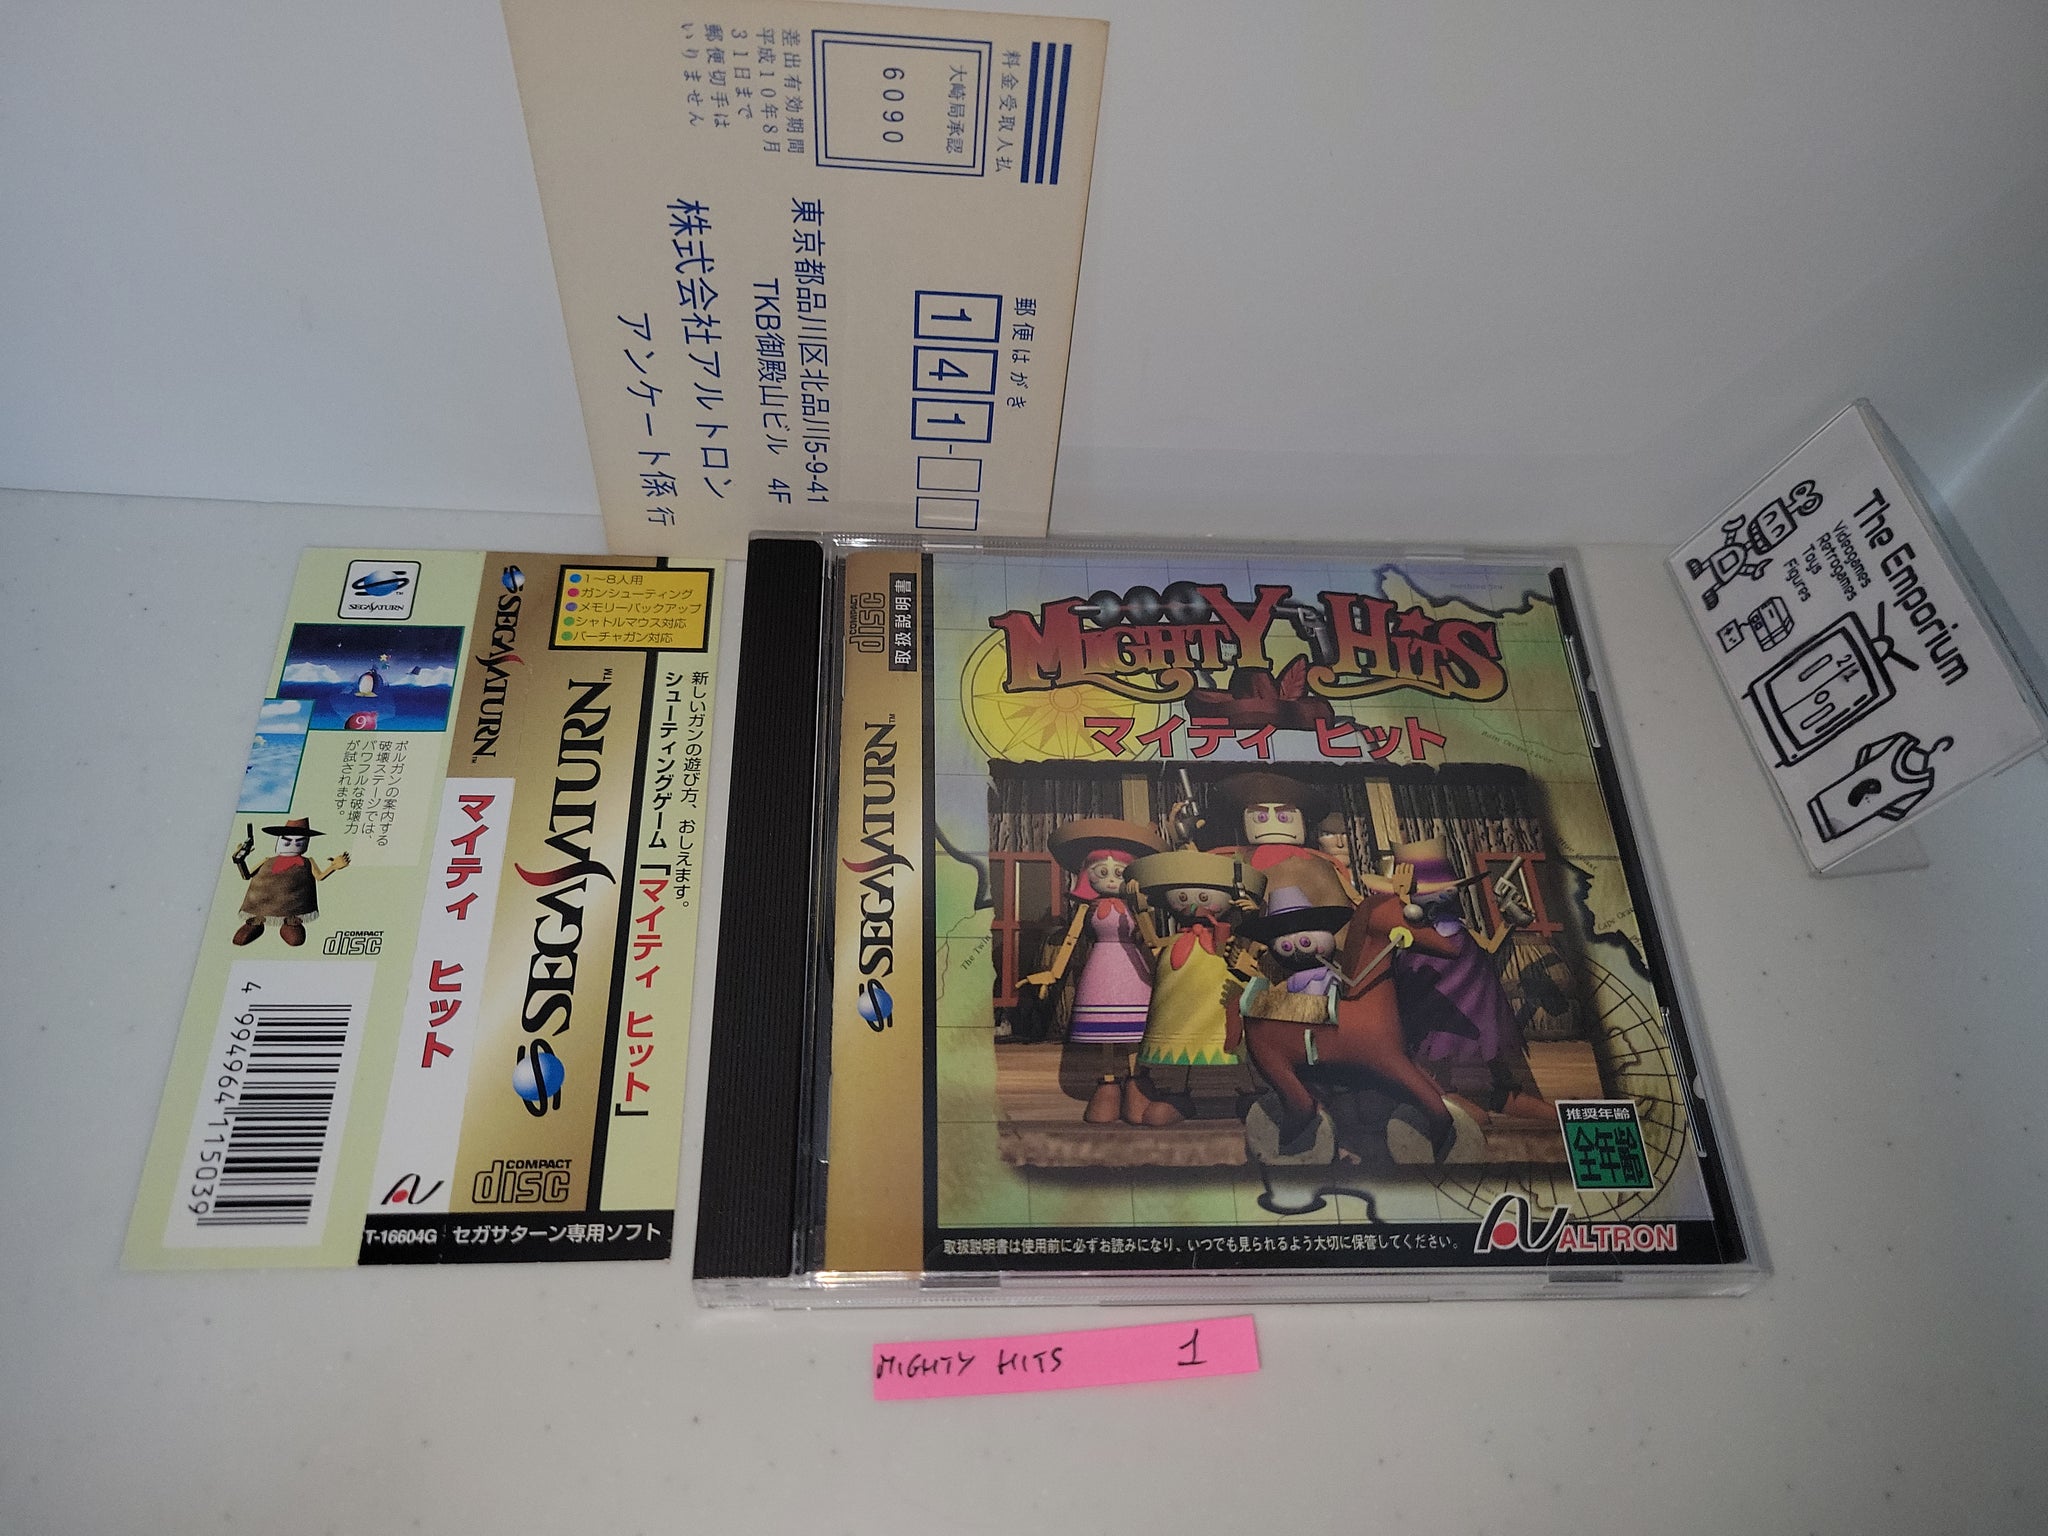 料金受取人払
大崎局承認
6090
差出有効期間
平成10年8月
31日まで
郵便切手は
いりません
郵便はがき
141-
東京都品川区北品川5-9-41
TKB御殿山ビル 4F
株式会社アルトロン
アンケート係 行
SEGA SATURN™
ボルガンの案内する
破壊ステージでは、
パワフルな破壊力
が試されます。
COMPACT
disc
4 994964 115039
SEGA SATURN™
マイティ ヒット
1〜8人用
ガンシューティング
メモリーバックアップ
シャトルマウス対応
バーチャガン対応
SEGA SATURN™
COMPACT
disc
新しいガンの遊び方、おしえます。
シューティングゲーム「マイティ ヒット」
T-16604G
セガサターン専用ソフト
COMPACT
disc
取扱説明書
SEGA SATURN™
MIGHTY HITS
マイティ ヒット
推奨年齢
全年齢
取扱説明書は使用前に必ずお読みになり、いつでも見られるよう大切に保管してください。
ALTRON
MIGHTY HITS 1
The Emporium
Videogames
Retrogames
Toys
Figures